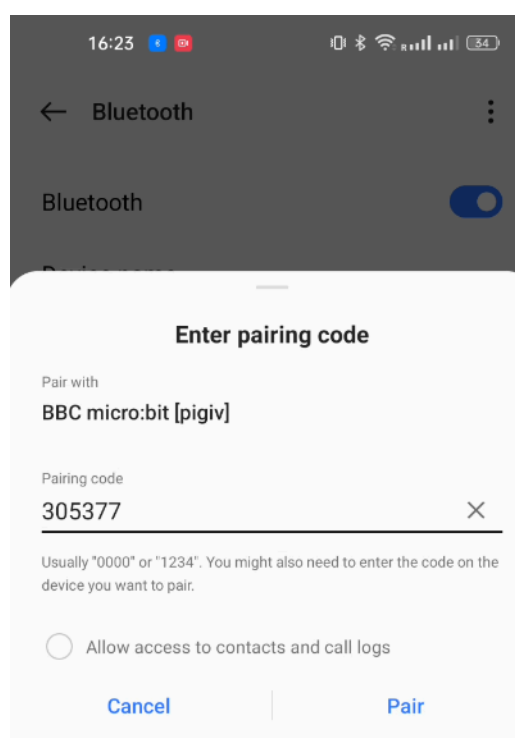 16:23
34
Bluetooth
Bluetooth
Device name
Enter pairing code
Pair with
BBC micro:bit [pigiv]
Pairing code
305377
Usually "0000" or "1234". You might also need to enter the code on the
device you want to pair.
Allow access to contacts and call logs
Cancel
Pair